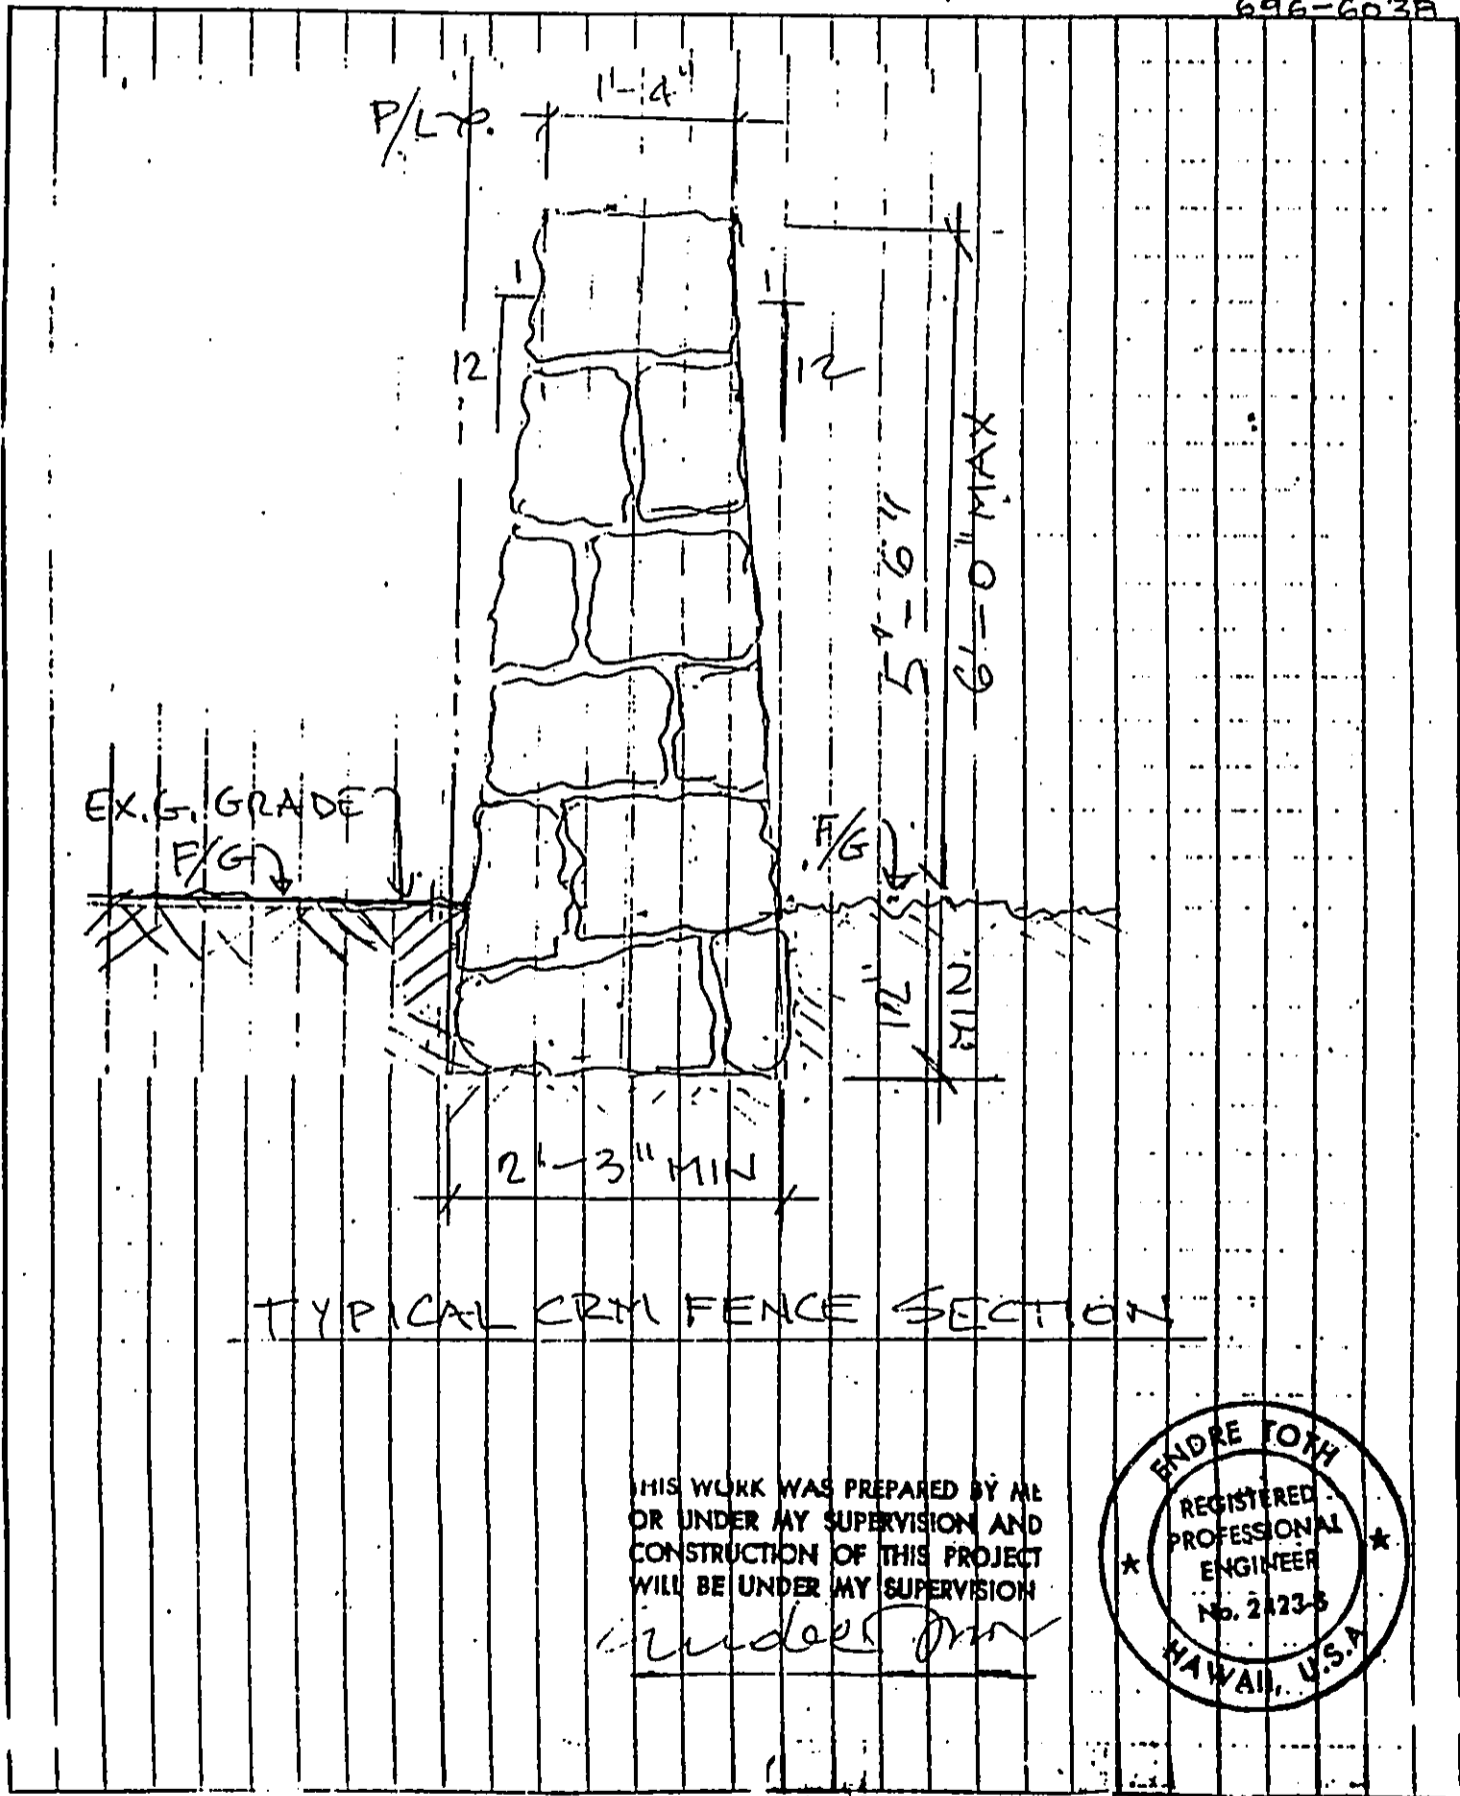 696-6038
P/L
1'-4"
1
1
12
12
5'-6"
6'-0" MAX
EX.G. GRADE
F/G
F/G
12"
MIN.
2'-3" MIN
TYPICAL CRM FENCE SECTION
THIS WORK WAS PREPARED BY ME
OR UNDER MY SUPERVISION AND
CONSTRUCTION OF THIS PROJECT
WILL BE UNDER MY SUPERVISION
ENDRE TOTH
REGISTERED
PROFESSIONAL
ENGINEER
No. 2423-S
HAWAII, U.S.A